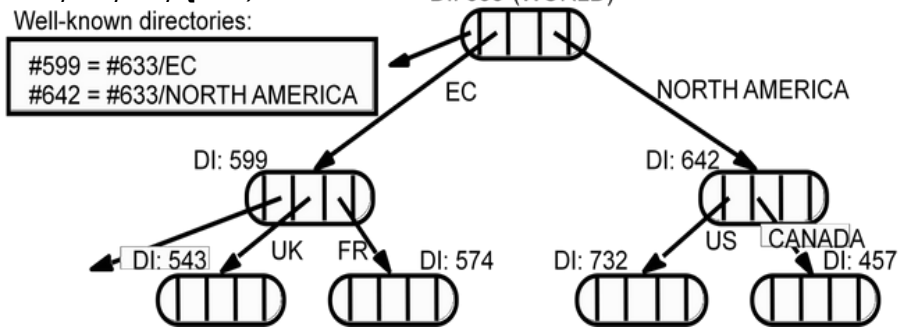 Well-known directories:
#599 = #633/EC
#642 = #633/NORTH AMERICA
EC
NORTH AMERICA
DI: 599
DI: 642
DI: 543
UK
FR
DI: 574
DI: 732
US
CANADA
DI: 457